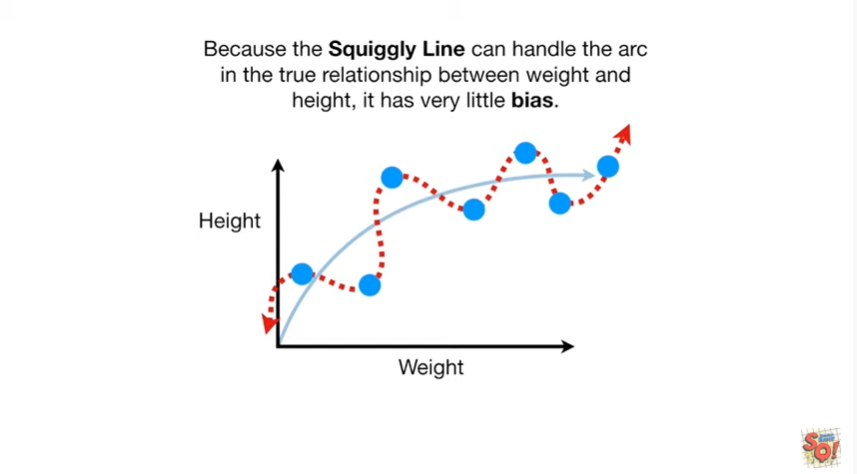 Because the Squiggly Line can handle the arc
in the true relationship between weight and
height, it has very little bias.
Height
Weight
SQ!